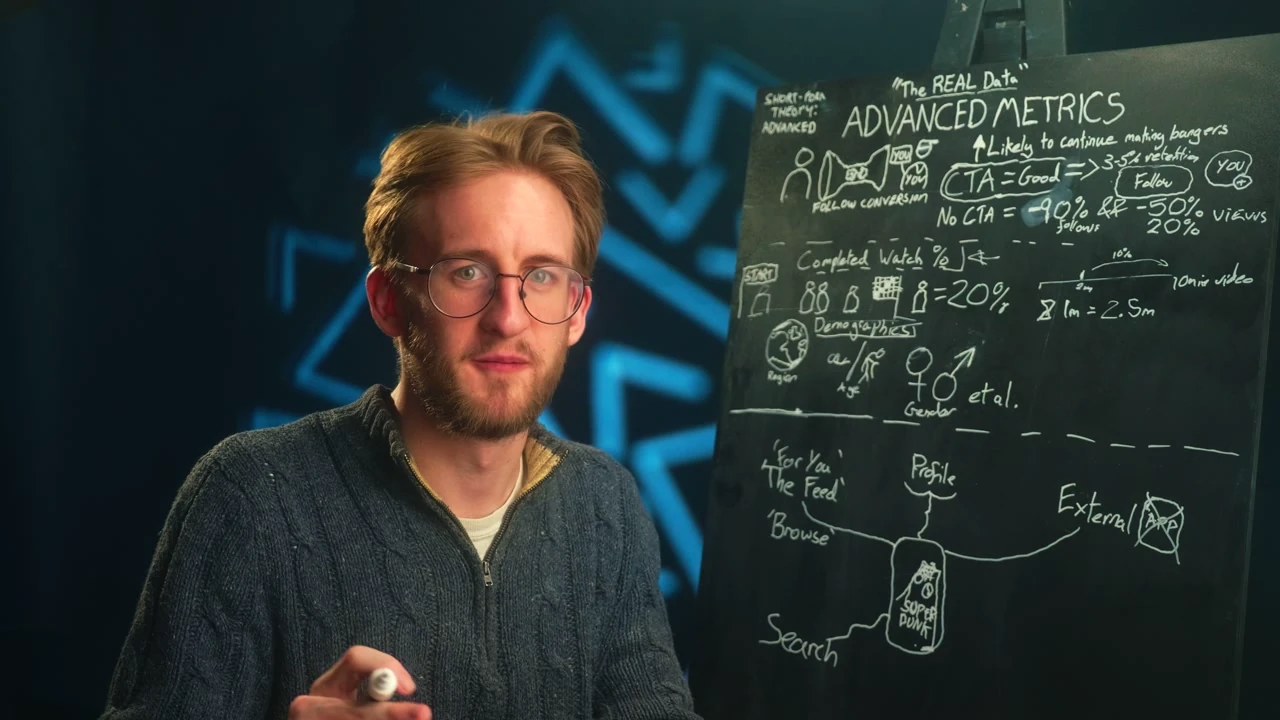 "The REAL Data"
SHORT-FORM
THEORY:
ADVANCED
ADVANCED METRICS
↑ Likely to continue making bangers
YOU
YOU
FOLLOW CONVERSION
CTA = Good => 3-5% retention
Follow
YOU
+
No CTA = -90% && -50% views
follows 20%
Completed Watch %
START
= 20%
10%
10min video
1m = 2.5m
Demographics
Region
Age
Gender
et al.
'For You'
'The Feed'
'Browse'
Profile
External
APP
SUPER
DUNK
Search